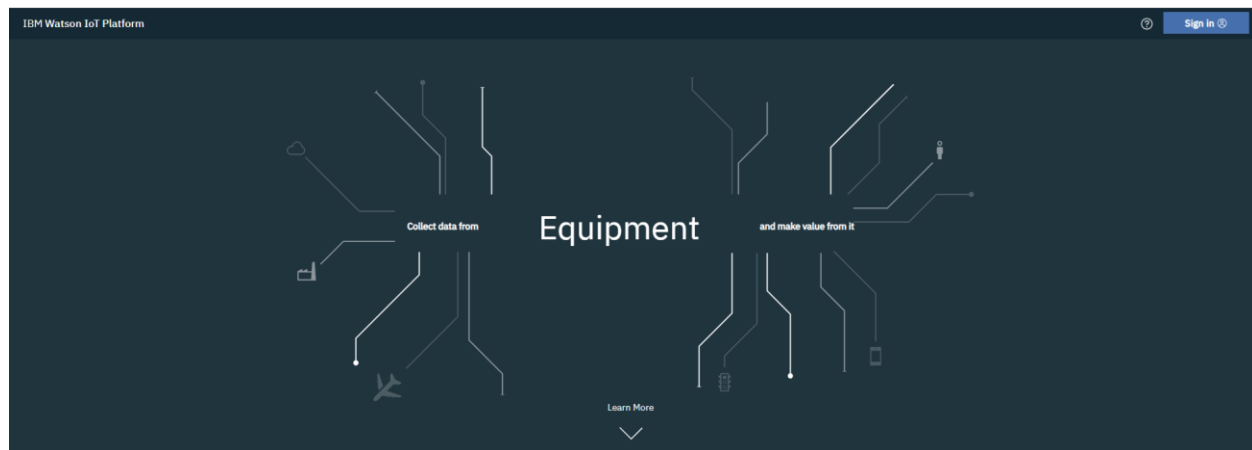 IBM Watson IoT Platform
Sign in
Collect data from
Equipment
and make value from it
Learn More